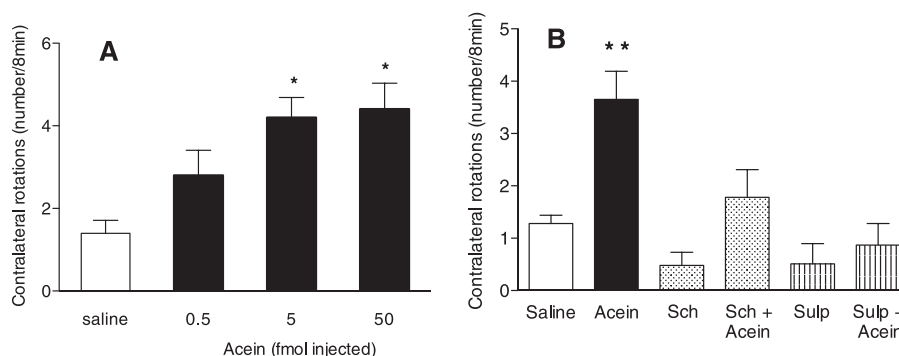 A
Contralateral rotations (number/8min)
6
4
2
0
*
*
saline
0.5
5
50
Acein (fmol injected)
B
Contralateral rotations (number/8min)
5
4
3
2
1
0
**
Saline
Acein
Sch
Sch +
Acein
Sulp
Sulp -
Acein